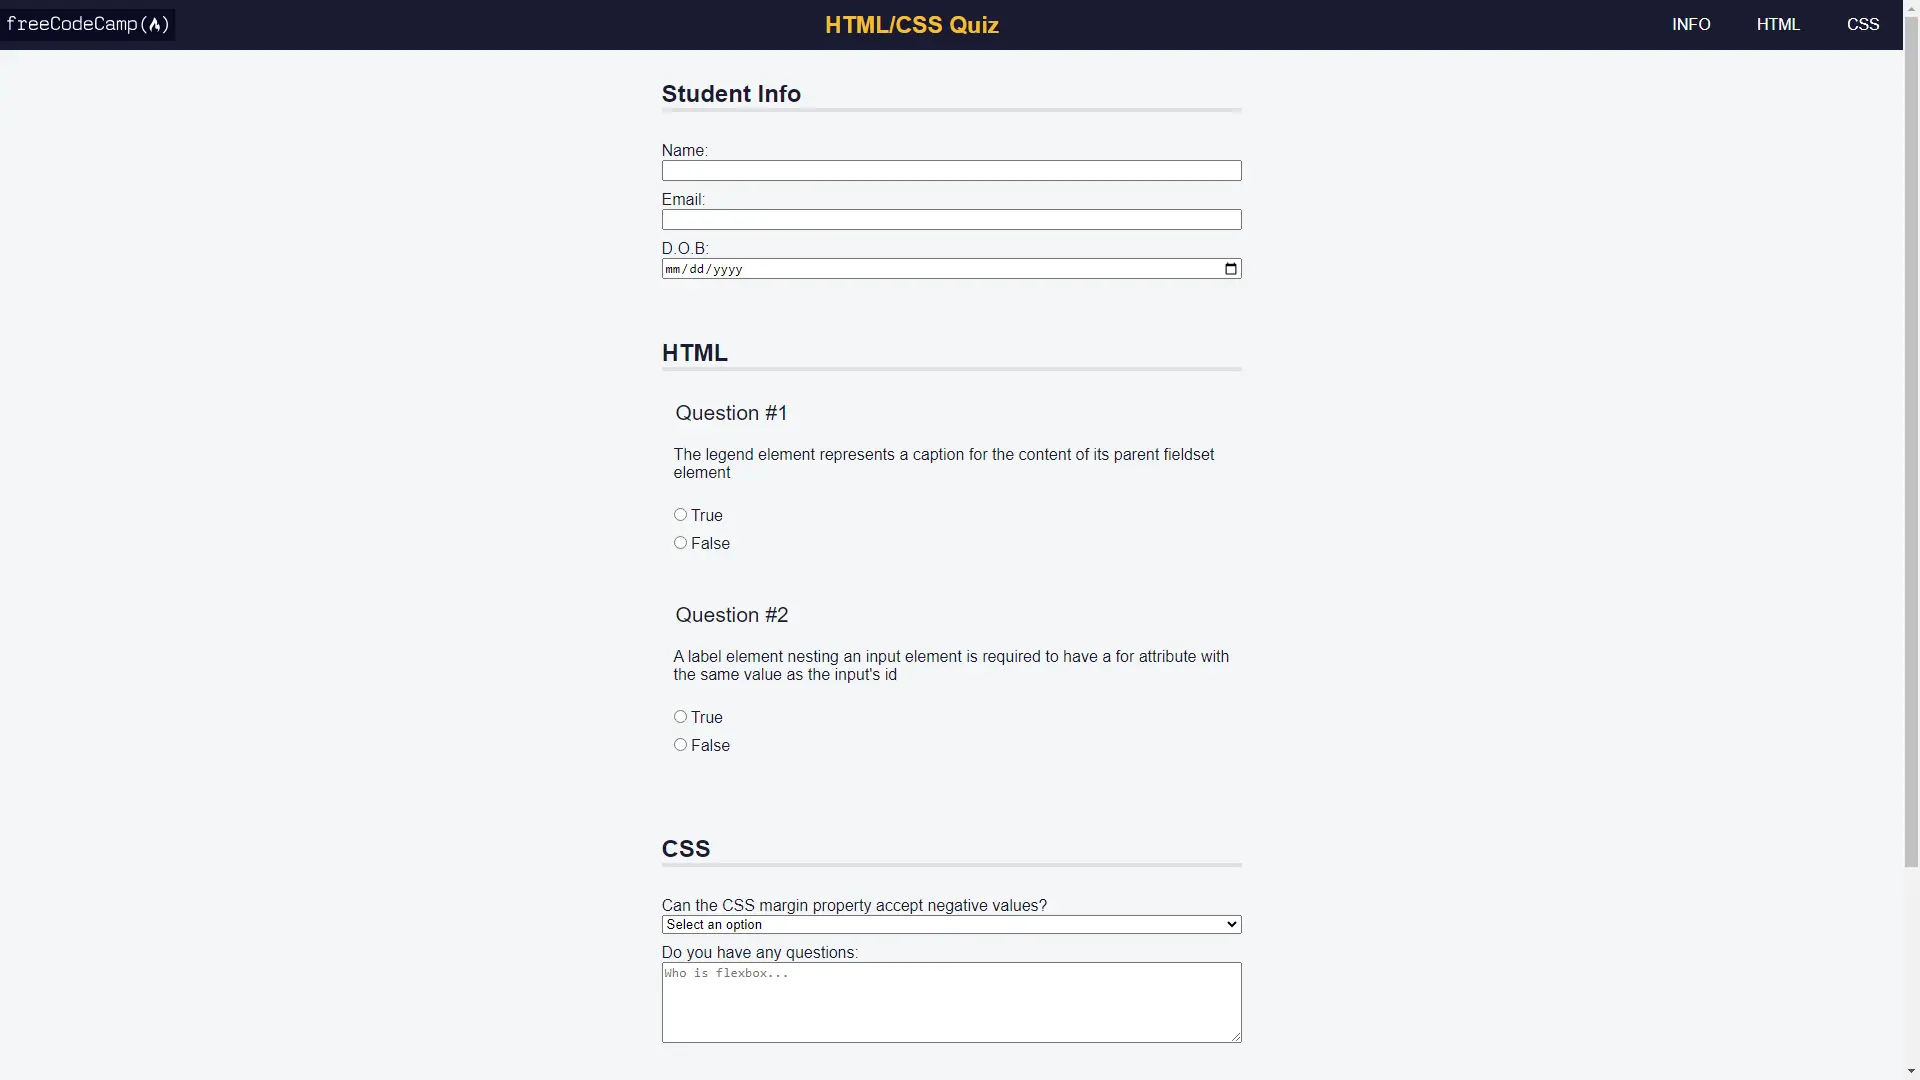 freeCodeCamp(🔥)
HTML/CSS Quiz
INFO HTML CSS
Student Info
Name:
Email:
D.O.B:
mm/dd/yyyy
HTML
Question #1
The legend element represents a caption for the content of its parent fieldset
element
True
False
Question #2
A label element nesting an input element is required to have a for attribute with
the same value as the input's id
True
False
CSS
Can the CSS margin property accept negative values?
Select an option
Do you have any questions:
Who is flexbox...